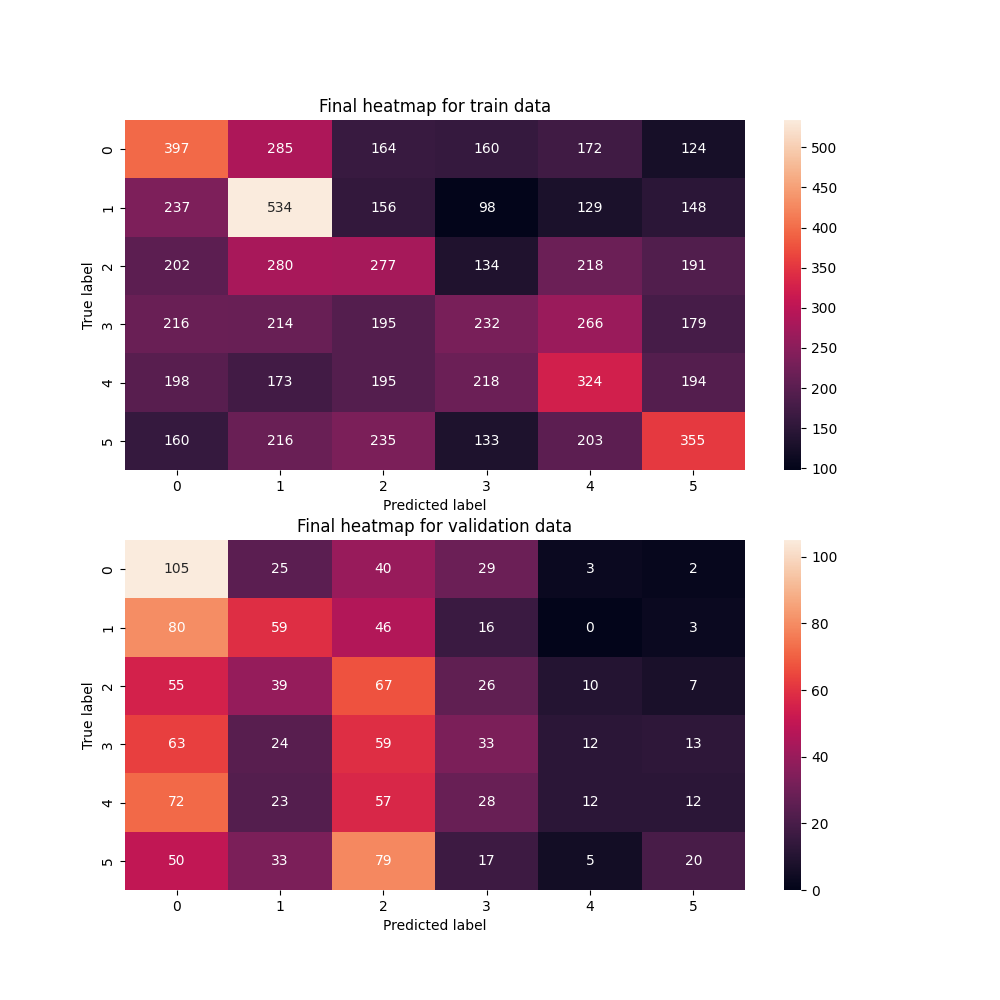 Final heatmap for train data
0 397 285 164 160 172 124
1 237 534 156 98 129 148
2 202 280 277 134 218 191
3 216 214 195 232 266 179
4 198 173 195 218 324 194
5 160 216 235 133 203 355
0 1 2 3 4 5
True label
Predicted label
500
450
400
350
300
250
200
150
100
Final heatmap for validation data
0 105 25 40 29 3 2
1 80 59 46 16 0 3
2 55 39 67 26 10 7
3 63 24 59 33 12 13
4 72 23 57 28 12 12
5 50 33 79 17 5 20
0 1 2 3 4 5
True label
Predicted label
100
80
60
40
20
0